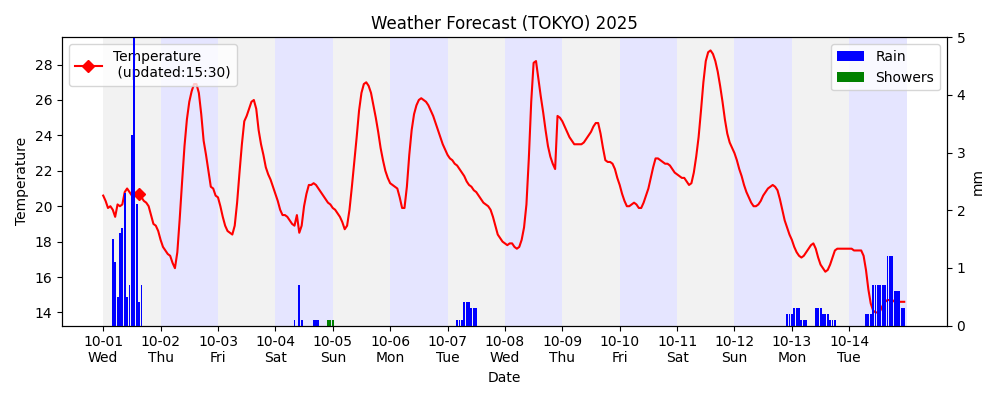 Weather Forecast (TOKYO) 2025
Temperature
(updated:15:30)
Rain
Showers
28
26
24
22
20
18
16
14
Temperature
5
4
3
2
1
0
mm
10-01 10-02 10-03 10-04 10-05 10-06 10-07 10-08 10-09 10-10 10-11 10-12 10-13 10-14
Wed Thu Fri Sat Sun Mon Tue Wed Thu Fri Sat Sun Mon Tue
Date